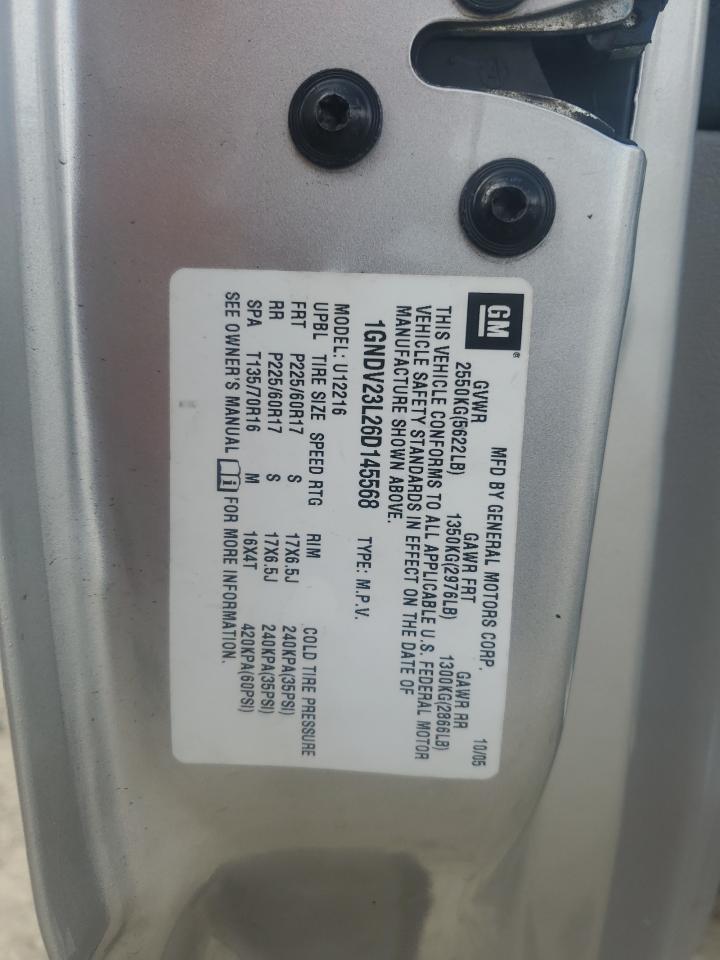 GM®
MFD BY GENERAL MOTORS CORP. 10/05
GVWR GAWR FRT GAWR RR
2550KG(5622LB) 1350KG(2976LB) 1300KG(2866LB)
THIS VEHICLE CONFORMS TO ALL APPLICABLE U.S. FEDERAL MOTOR
VEHICLE SAFETY STANDARDS IN EFFECT ON THE DATE OF
MANUFACTURE SHOWN ABOVE.
1GNDV23L26D145568 TYPE: M.P.V.
MODEL: U12216
UPBL TIRE SIZE SPEED RTG RIM COLD TIRE PRESSURE
FRT P225/60R17 S 17X6.5J 240KPA(35PSI)
RR P225/60R17 S 17X6.5J 240KPA(35PSI)
SPA T135/70R16 M 16X4T 420KPA(60PSI)
SEE OWNER'S MANUAL i FOR MORE INFORMATION.